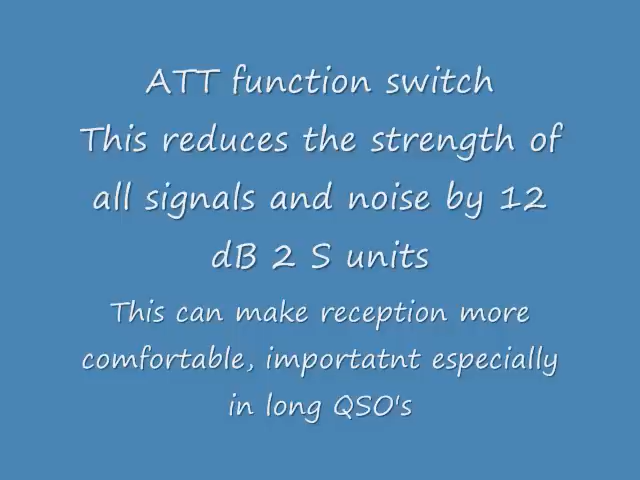 ATT function switch
This reduces the strength of
all signals and noise by 12
dB 2 S units
This can make reception more
comfortable, importatnt especially
in long QSO's